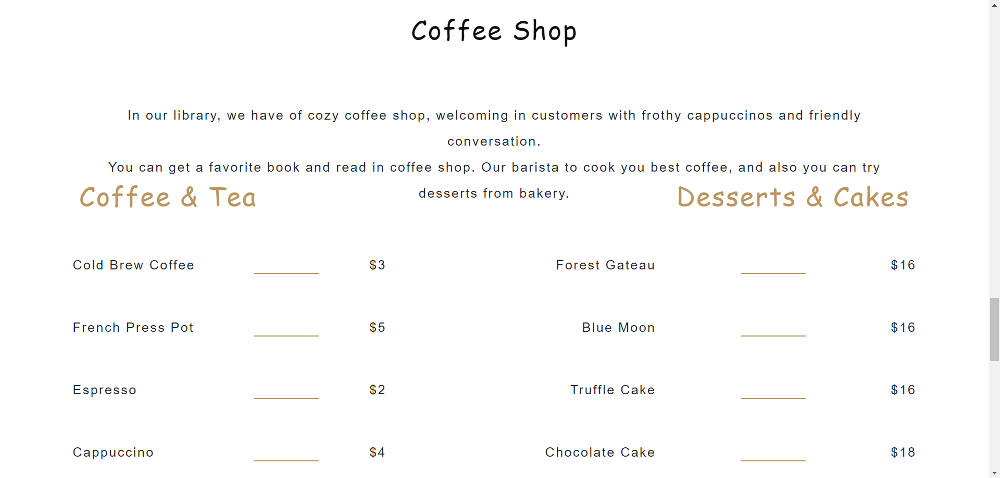 Coffee Shop
In our library, we have of cozy coffee shop, welcoming in customers with frothy cappuccinos and friendly
conversation.
You can get a favorite book and read in coffee shop. Our barista to cook you best coffee, and also you can try
desserts from bakery.
Coffee & Tea
Desserts & Cakes
Cold Brew Coffee $3
Forest Gateau $16
French Press Pot $5
Blue Moon $16
Espresso $2
Truffle Cake $16
Cappuccino $4
Chocolate Cake $18